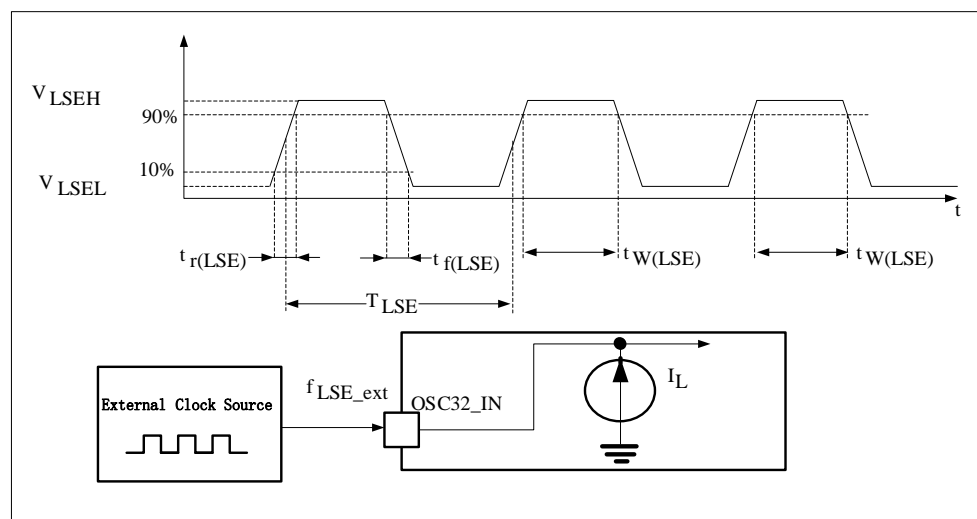 V LSEH
90%
10%
V LSEL
t
t r(LSE)
t f(LSE)
t W(LSE)
t W(LSE)
T LSE
f LSE_ext
OSC32_IN
I L
External Clock Source